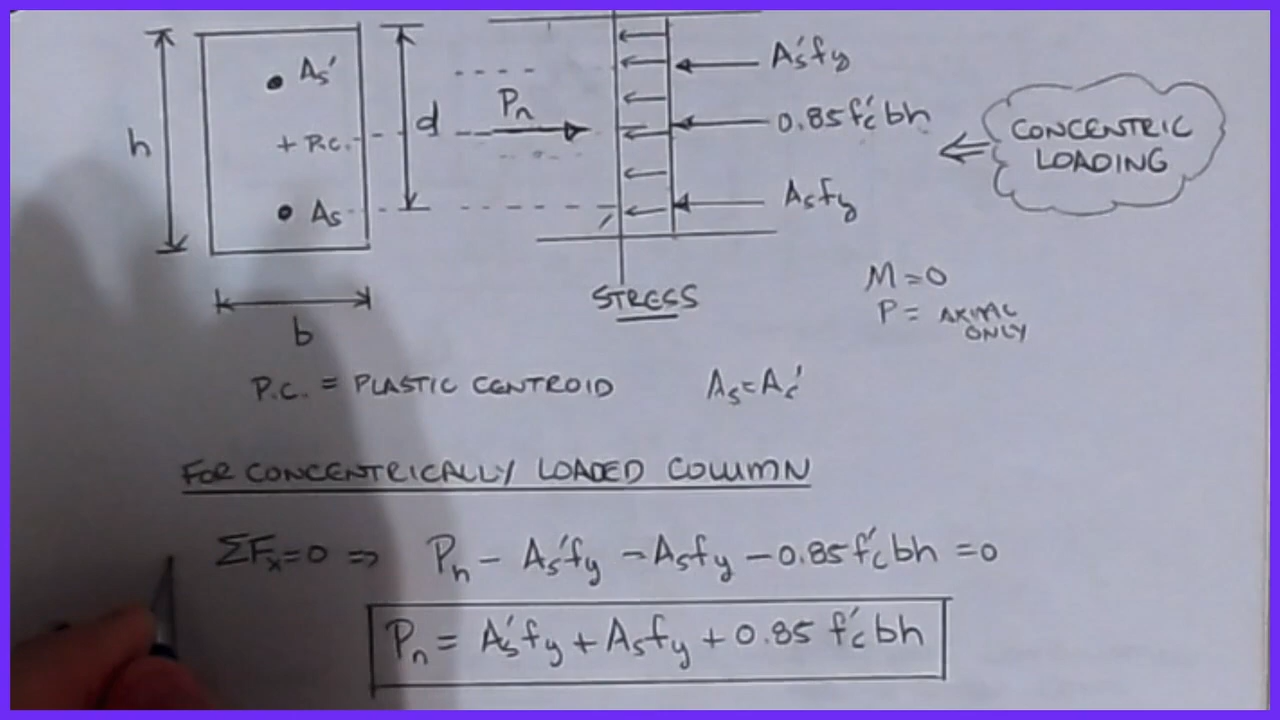 h
As'
+ P.C.
As
d
b
Pn
As'fy
0.85f'c bh
Asfy
STRESS
CONCENTRIC
LOADING
M=0
P = AXIAL
ONLY
P.C. = PLASTIC CENTROID
As=As'
FOR CONCENTRICALLY LOADED COLUMN
ΣFx=0 ⇒ Pn - As'fy - Asfy - 0.85f'c bh = 0
Pn = As'fy + Asfy + 0.85 f'c bh